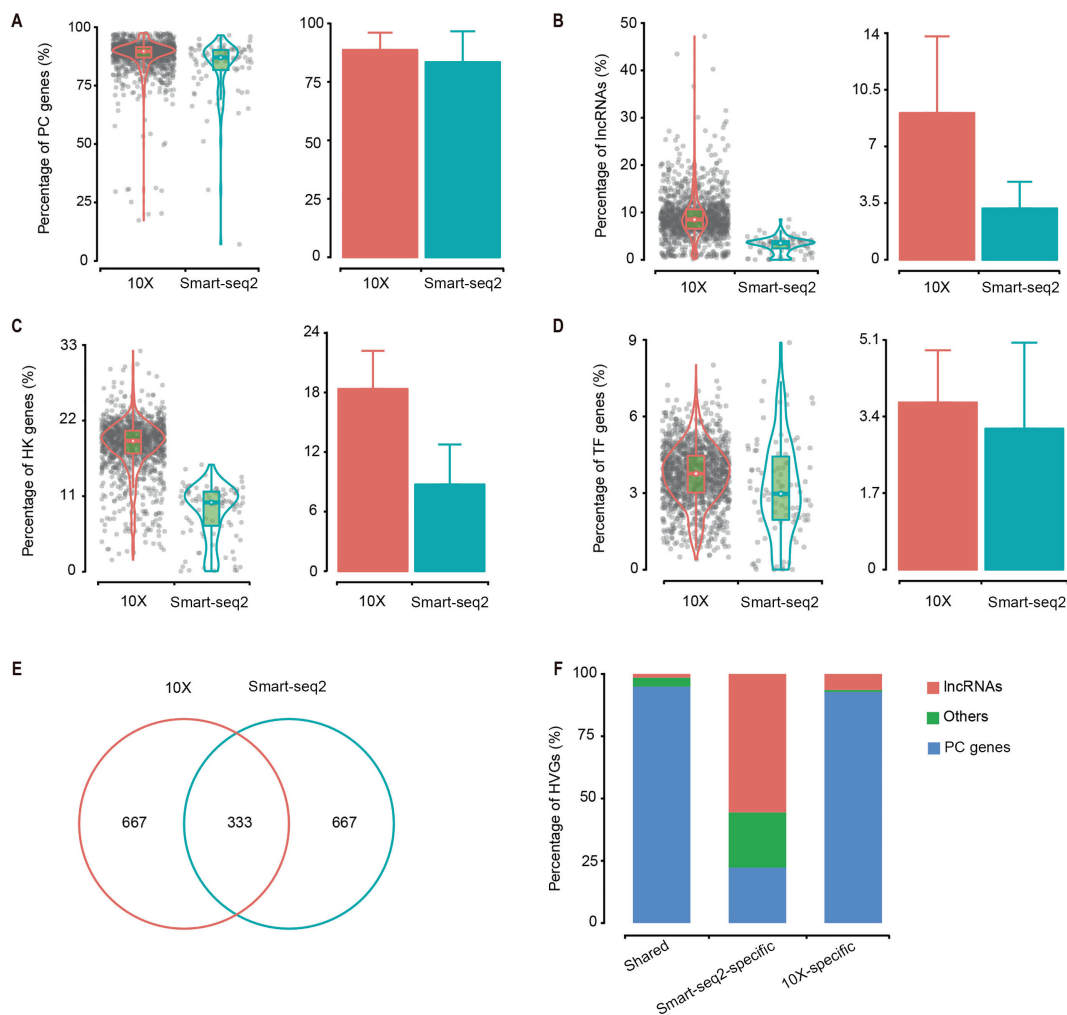 A
Percentage of PC genes (%)
100
75
50
25
0
10X
Smart-seq2
100
75
50
25
0
10X
Smart-seq2
B
Percentage of lncRNAs (%)
50
40
30
20
10
0
10X
Smart-seq2
14
10.5
7
3.5
0
10X
Smart-seq2
C
Percentage of HK genes (%)
33
22
11
0
10X
Smart-seq2
24
18
12
6
0
10X
Smart-seq2
D
Percentage of TF genes (%)
9
6
3
0
10X
Smart-seq2
5.1
3.4
1.7
0
10X
Smart-seq2
E
10X
Smart-seq2
667
333
667
F
Percentage of HVGs (%)
100
75
50
25
0
Shared
Smart-seq2-specific
10X-specific
lncRNAs
Others
PC genes